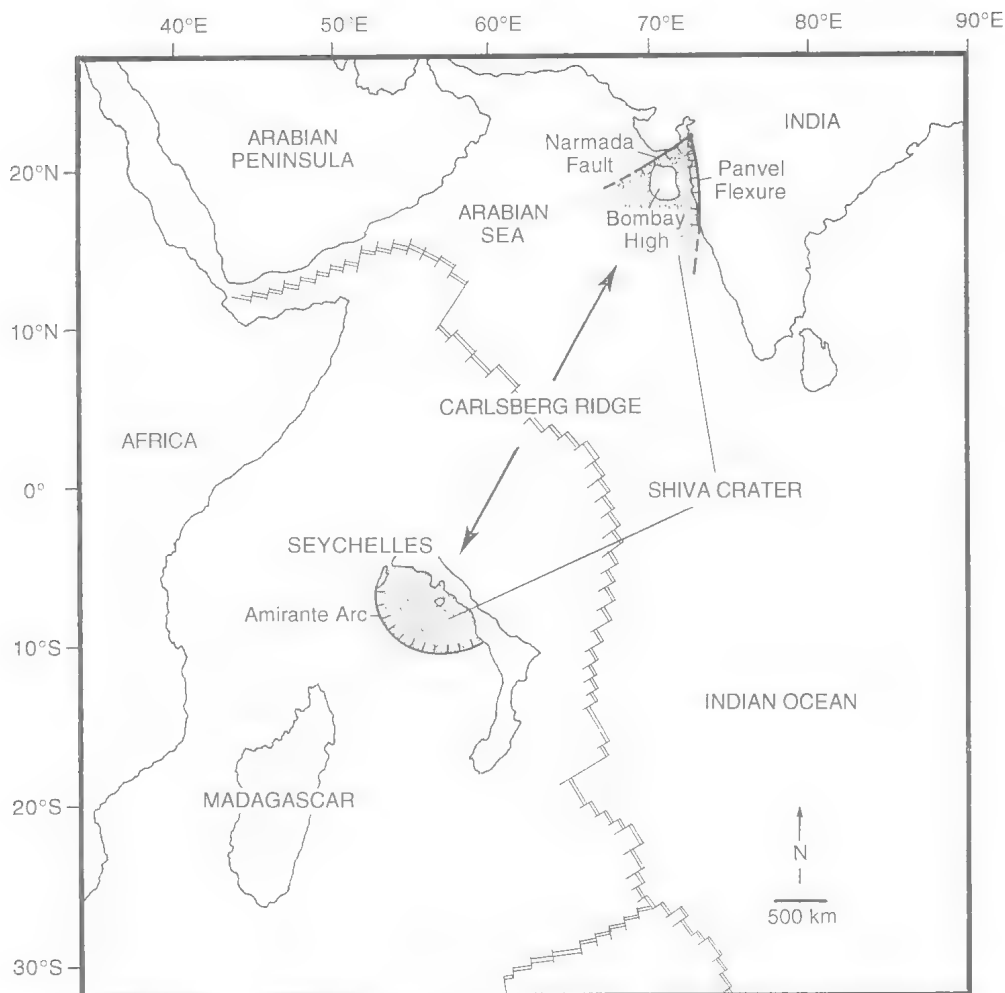 40°E
50°E
60°E
70°E
80°E
90°E
ARABIAN
PENINSULA
INDIA
Narmada
Fault
Panvel
Flexure
20°N
ARABIAN
SEA
Bombay
High
10°N
CARLSBERG RIDGE
AFRICA
0°
SHIVA CRATER
SEYCHELLES
Amirante Arc
10°S
INDIAN OCEAN
MADAGASCAR
20°S
N
500 km
30°S